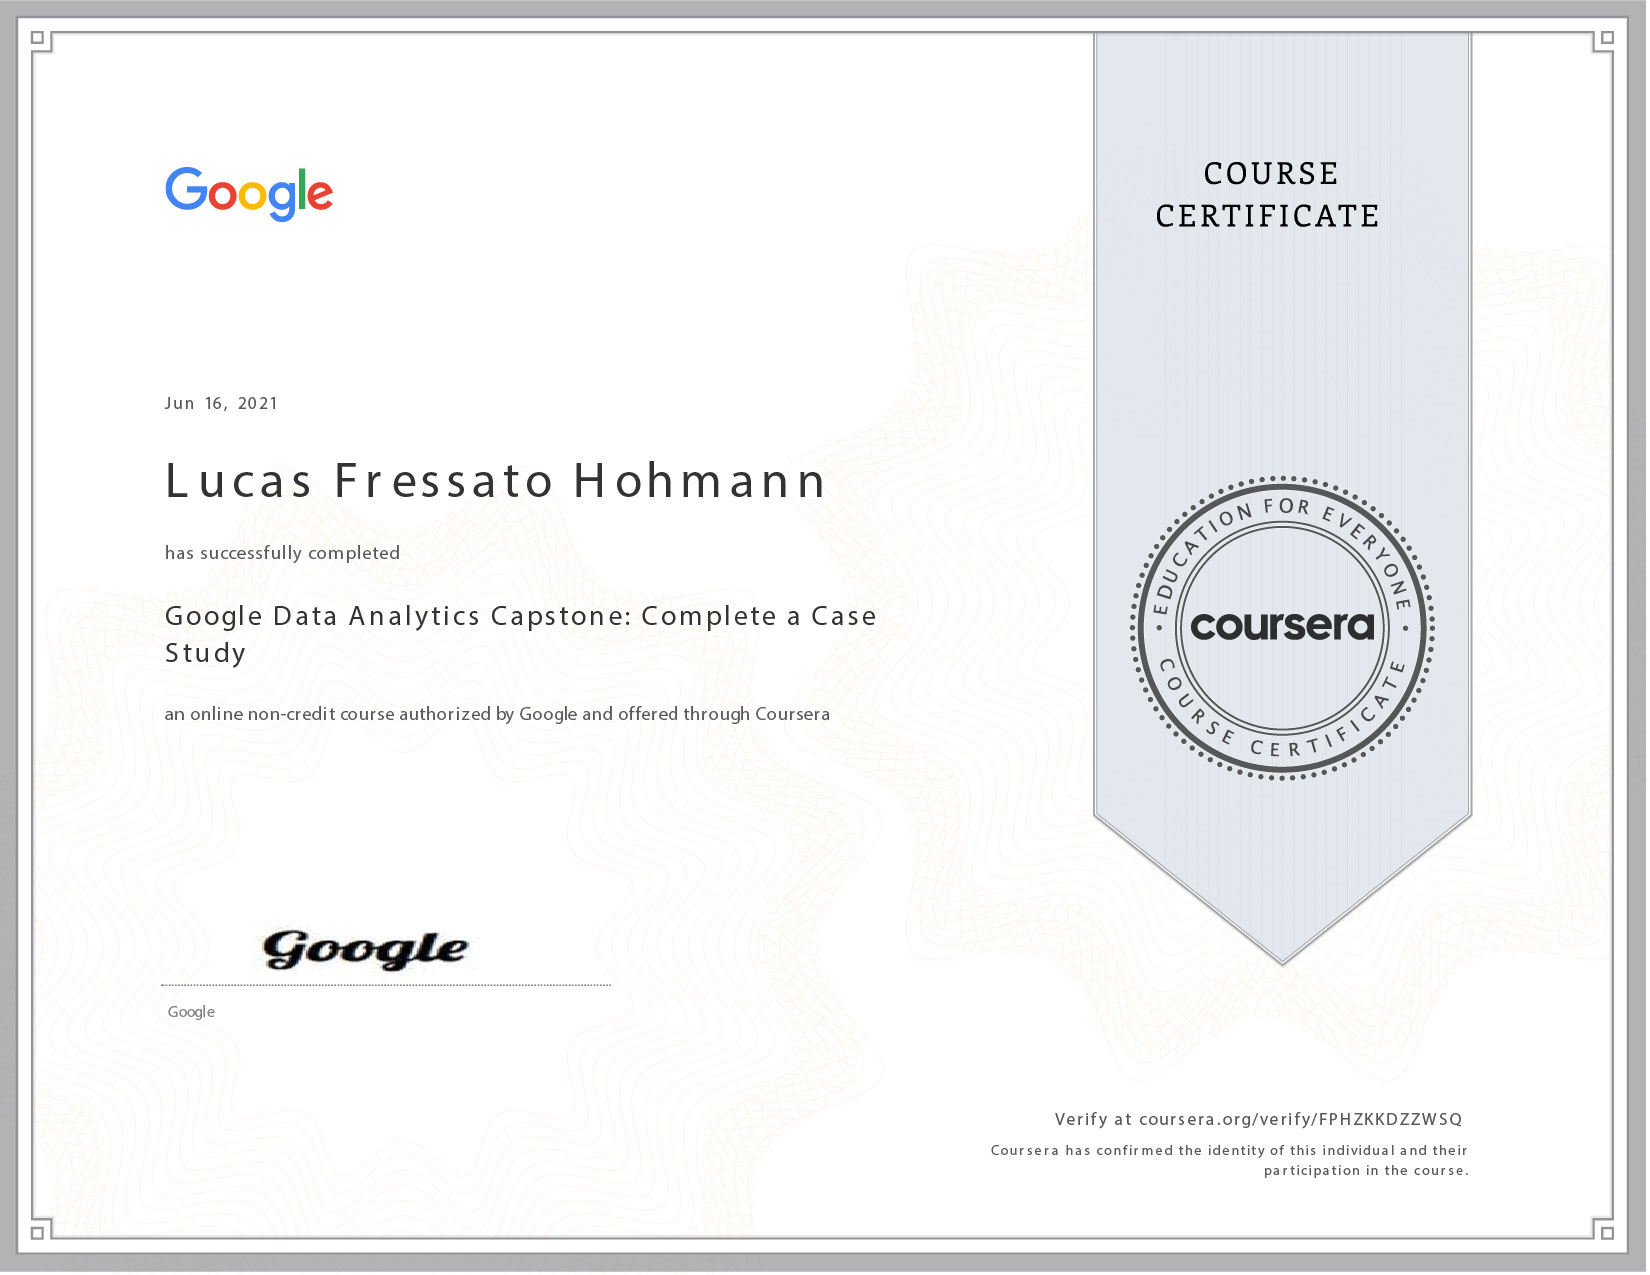 Google
COURSE
CERTIFICATE
Jun 16, 2021
Lucas Fressato Hohmann
has successfully completed
Google Data Analytics Capstone: Complete a Case
Study
an online non-credit course authorized by Google and offered through Coursera
• EDUCATION FOR EVERYONE •
coursera
COURSE CERTIFICATE
Google
Google
Verify at coursera.org/verify/FPHZKKDZZWSQ
Coursera has confirmed the identity of this individual and their
participation in the course.